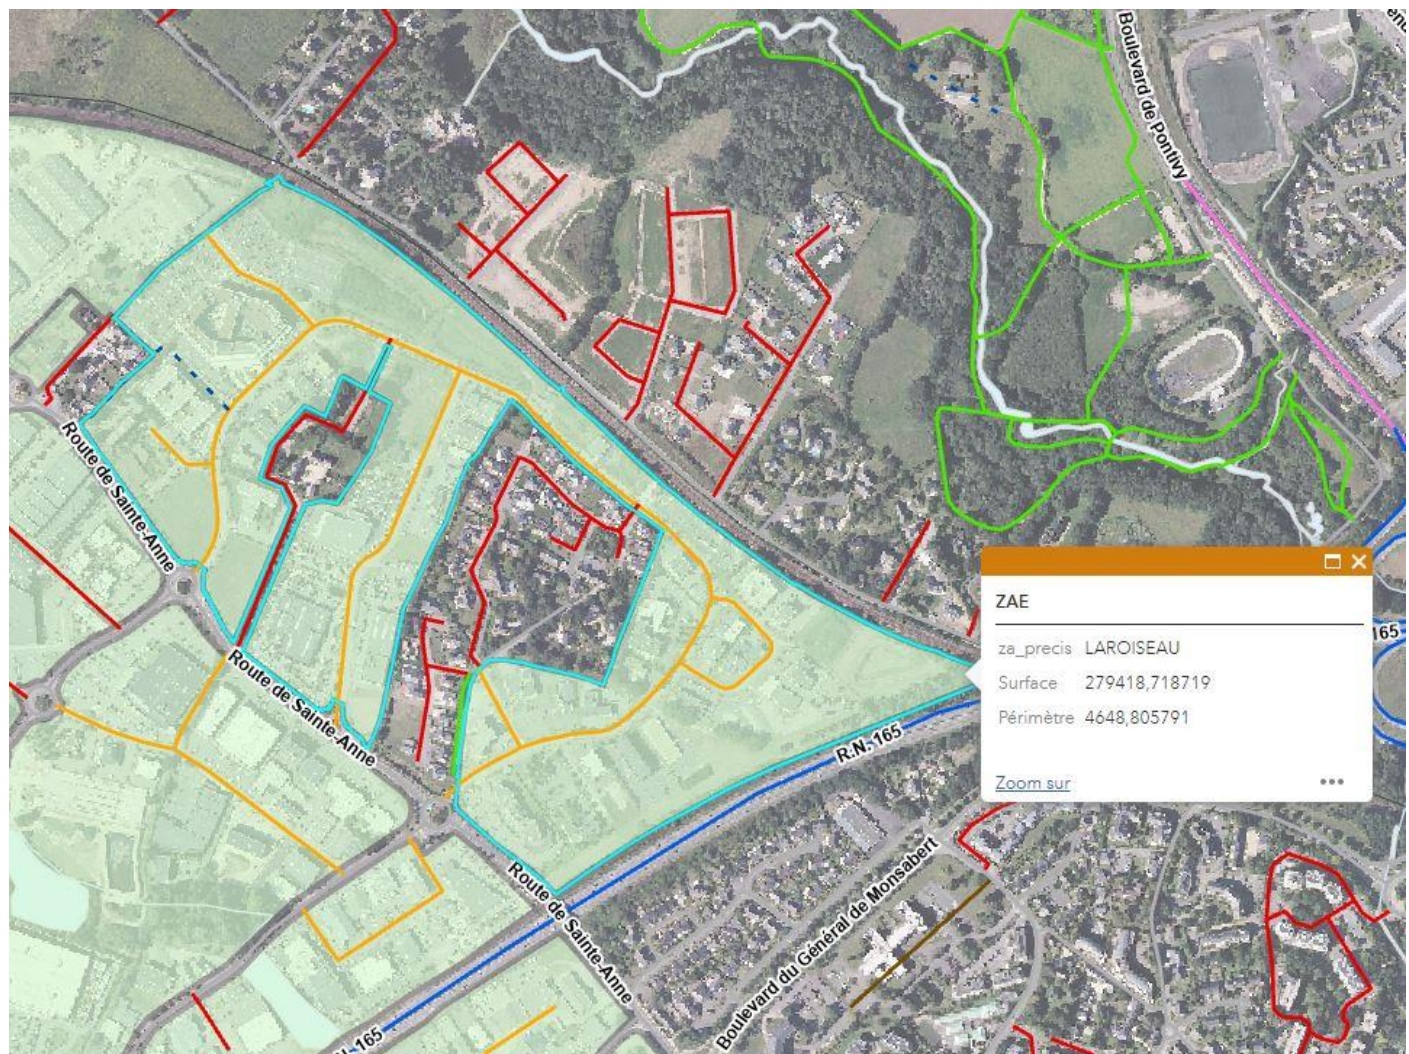 Boulevard de Pontivy
Route de Sainte-Anne
Route de Sainte-Anne
R.N. 165
165
ZAE
za_precis LAROISEAU
Surface 279418,718719
Périmètre 4648,805791
Zoom sur
Route de Sainte-Anne
Boulevard du Général de Monsabert
165